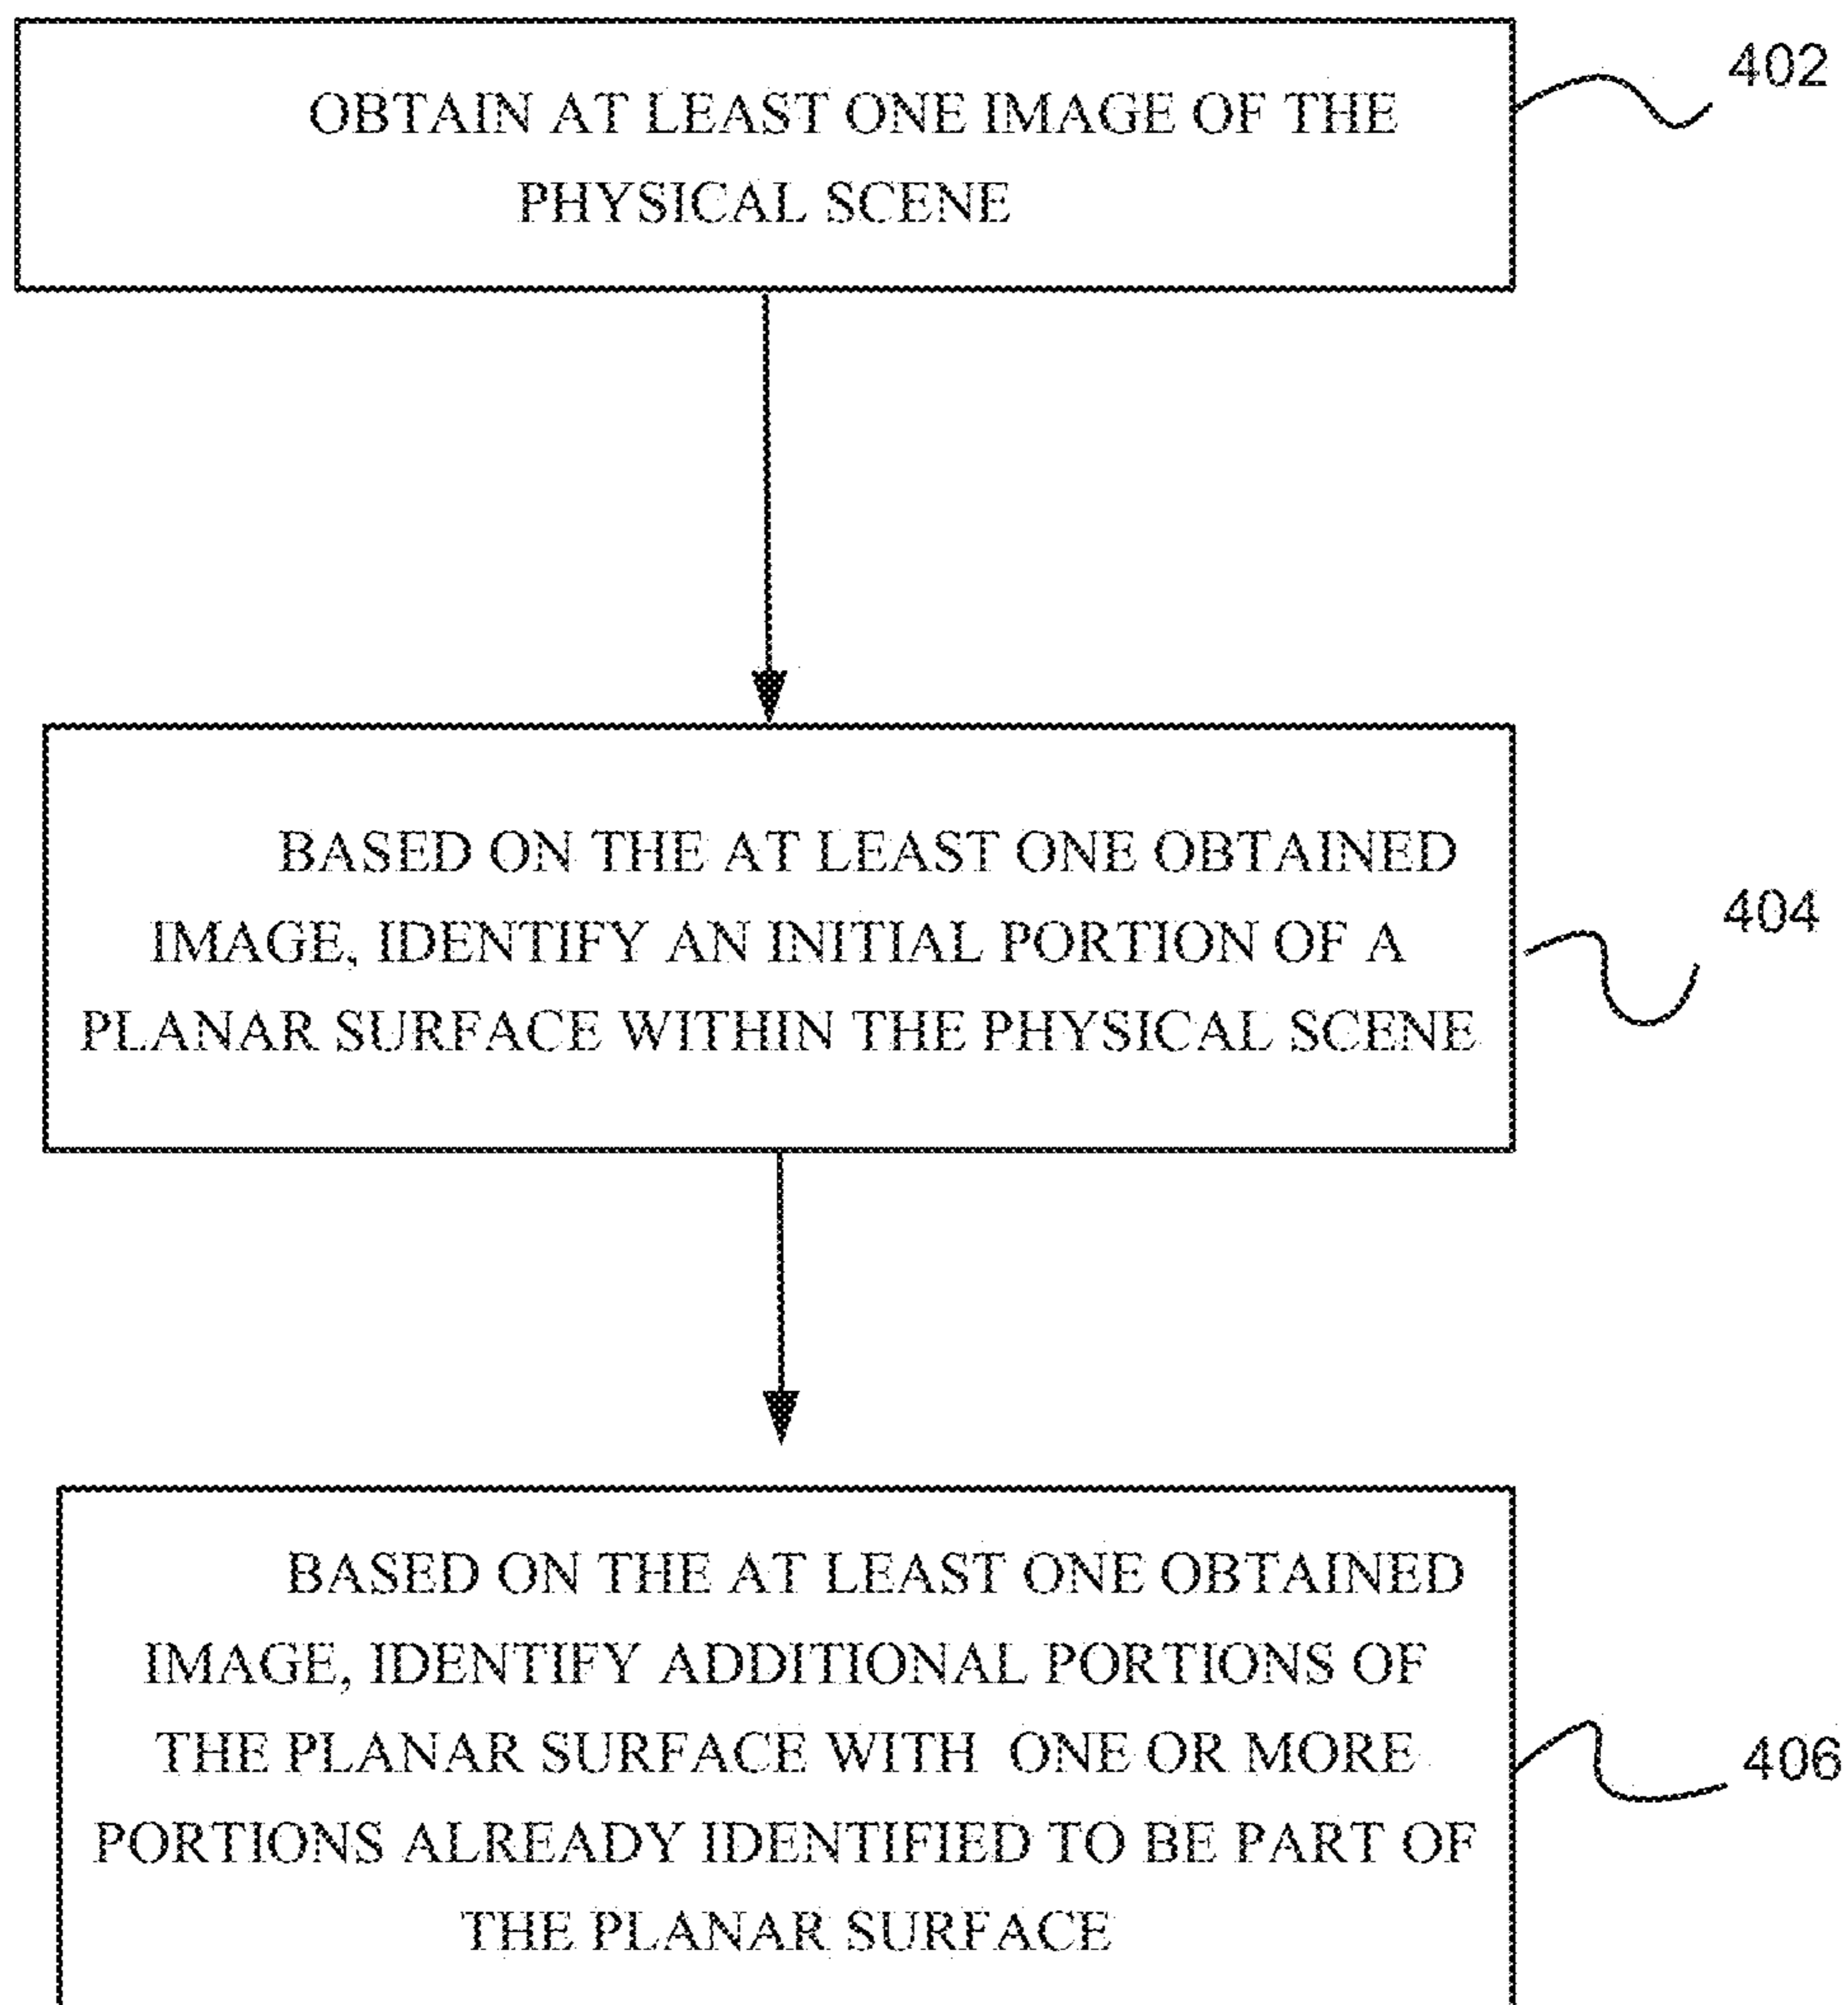 OBTAIN AT LEAST ONE IMAGE OF THE
PHYSICAL SCENE
402
BASED ON THE AT LEAST ONE OBTAINED
IMAGE, IDENTIFY AN INITIAL PORTION OF A
PLANAR SURFACE WITHIN THE PHYSICAL SCENE
404
BASED ON THE AT LEAST ONE OBTAINED
IMAGE, IDENTIFY ADDITIONAL PORTIONS OF
THE PLANAR SURFACE WITH ONE OR MORE
PORTIONS ALREADY IDENTIFIED TO BE PART OF
THE PLANAR SURFACE
406